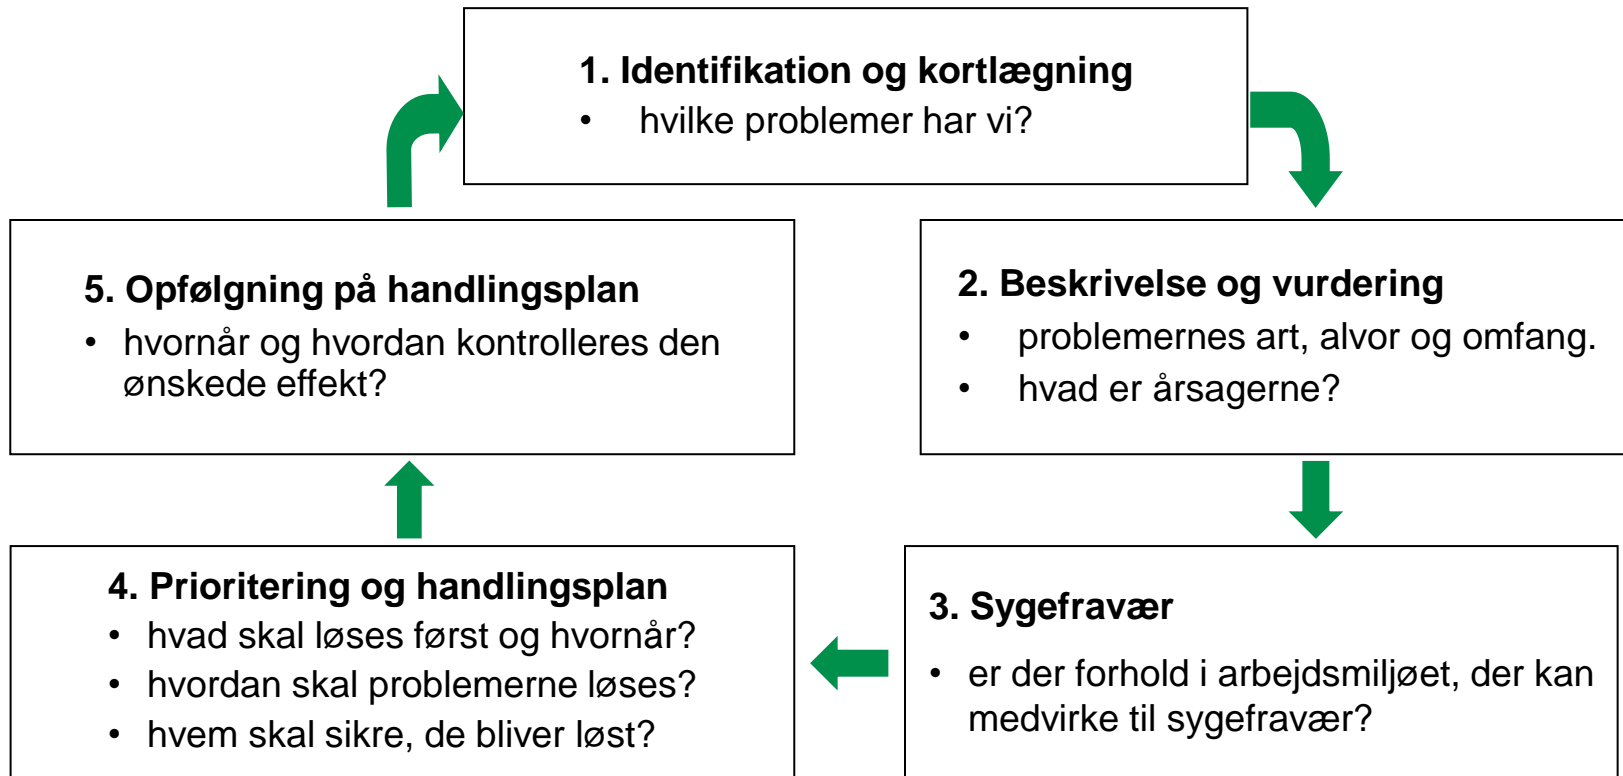 1. Identifikation og kortlægning
• hvilke problemer har vi?
2. Beskrivelse og vurdering
• problemernes art, alvor og omfang.
• hvad er årsagerne?
3. Sygefravær
• er der forhold i arbejdsmiljøet, der kan
medvirke til sygefravær?
4. Prioritering og handlingsplan
• hvad skal løses først og hvornår?
• hvordan skal problemerne løses?
• hvem skal sikre, de bliver løst?
5. Opfølgning på handlingsplan
• hvornår og hvordan kontrolleres den
ønskede effekt?